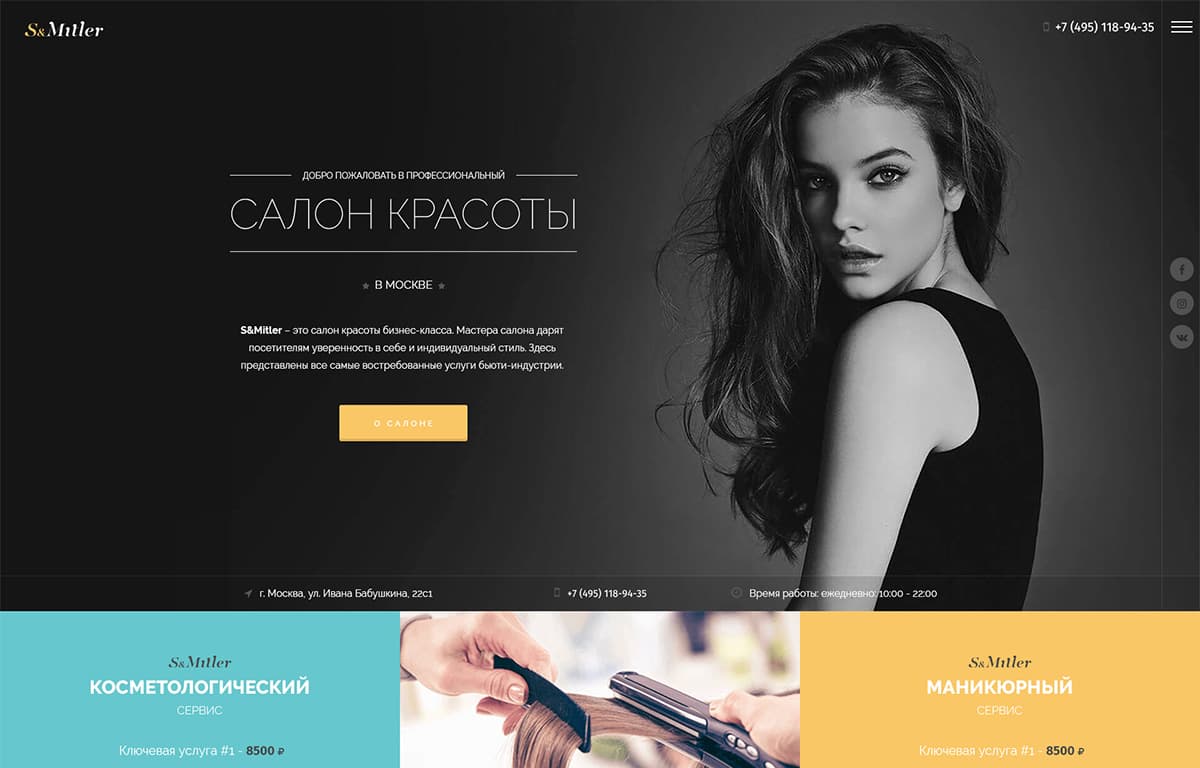 S&Mitler
+7 (495) 118-94-35
ДОБРО ПОЖАЛОВАТЬ В ПРОФЕССИОНАЛЬНЫЙ
САЛОН КРАСОТЫ
В МОСКВЕ
S&Mitler – это салон красоты бизнес-класса. Мастера салона дарят
посетителям уверенность в себе и индивидуальный стиль. Здесь
представлены все самые востребованные услуги бьюти-индустрии.
О САЛОНЕ
г. Москва, ул. Ивана Бабушкина, 22с1
+7 (495) 118-94-35
Время работы: ежедневно: 10:00 - 22:00
S&Mitler
КОСМЕТОЛОГИЧЕСКИЙ
СЕРВИС
Ключевая услуга #1 - 8500 ₽
S&Mitler
МАНИКЮРНЫЙ
СЕРВИС
Ключевая услуга #1 - 8500 ₽